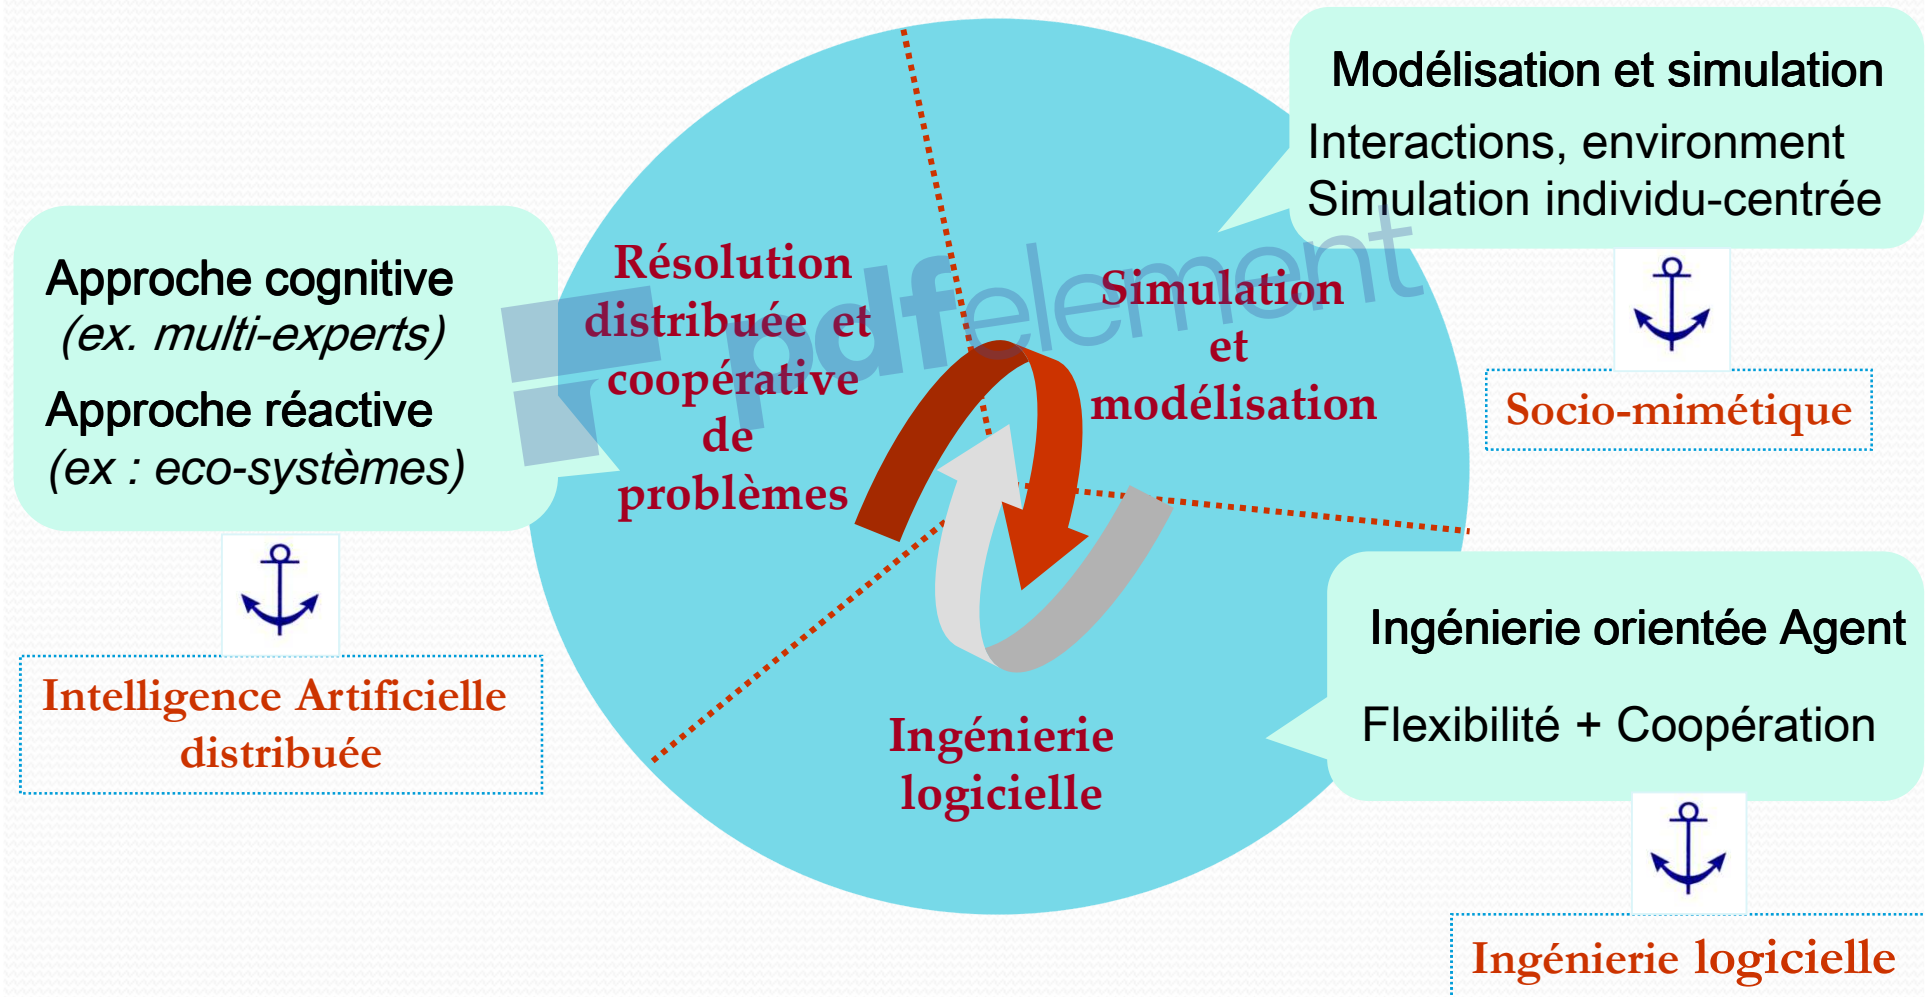 Approche cognitive
(ex. multi-experts)
Approche réactive
(ex : eco-systèmes)
Intelligence Artificielle
distribuée
Résolution
distribuée et
coopérative
de
problèmes
Simulation
et
modélisation
Ingénierie
logicielle
pdfelement
Modélisation et simulation
Interactions, environment
Simulation individu-centrée
Socio-mimétique
Ingénierie orientée Agent
Flexibilité + Coopération
Ingénierie logicielle